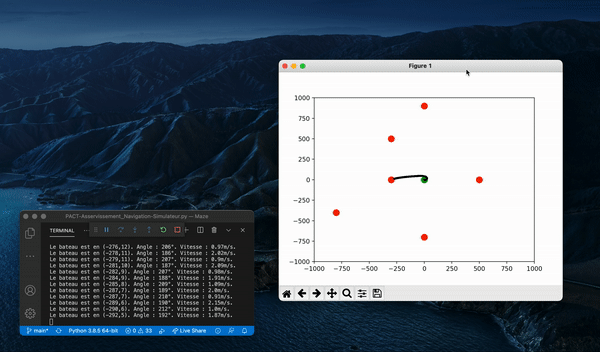 Figure 1
1000
750
500
250
0
−250
−500
−750
−1000
−1000 −750 −500 −250 0 250 500 750 1000
PACT-Asservissement_Navigation-Simulateur.py — Maze
TERMINAL
Le bateau est en (-276,12). Angle : 206°. Vitesse : 0.97m/s.
Le bateau est en (-278,11). Angle : 186°. Vitesse : 2.02m/s.
Le bateau est en (-279,11). Angle : 207°. Vitesse : 0.9m/s.
Le bateau est en (-281,10). Angle : 187°. Vitesse : 2.09m/s.
Le bateau est en (-282,9). Angle : 207°. Vitesse : 0.98m/s.
Le bateau est en (-284,9). Angle : 188°. Vitesse : 1.91m/s.
Le bateau est en (-285,8). Angle : 209°. Vitesse : 1.09m/s.
Le bateau est en (-287,7). Angle : 189°. Vitesse : 2.0m/s.
Le bateau est en (-287,7). Angle : 210°. Vitesse : 0.91m/s.
Le bateau est en (-289,6). Angle : 190°. Vitesse : 2.15m/s.
Le bateau est en (-290,6). Angle : 212°. Vitesse : 1.0m/s.
Le bateau est en (-292,5). Angle : 192°. Vitesse : 1.87m/s.
main* Python 3.8.5 64-bit 0 33 Live Share